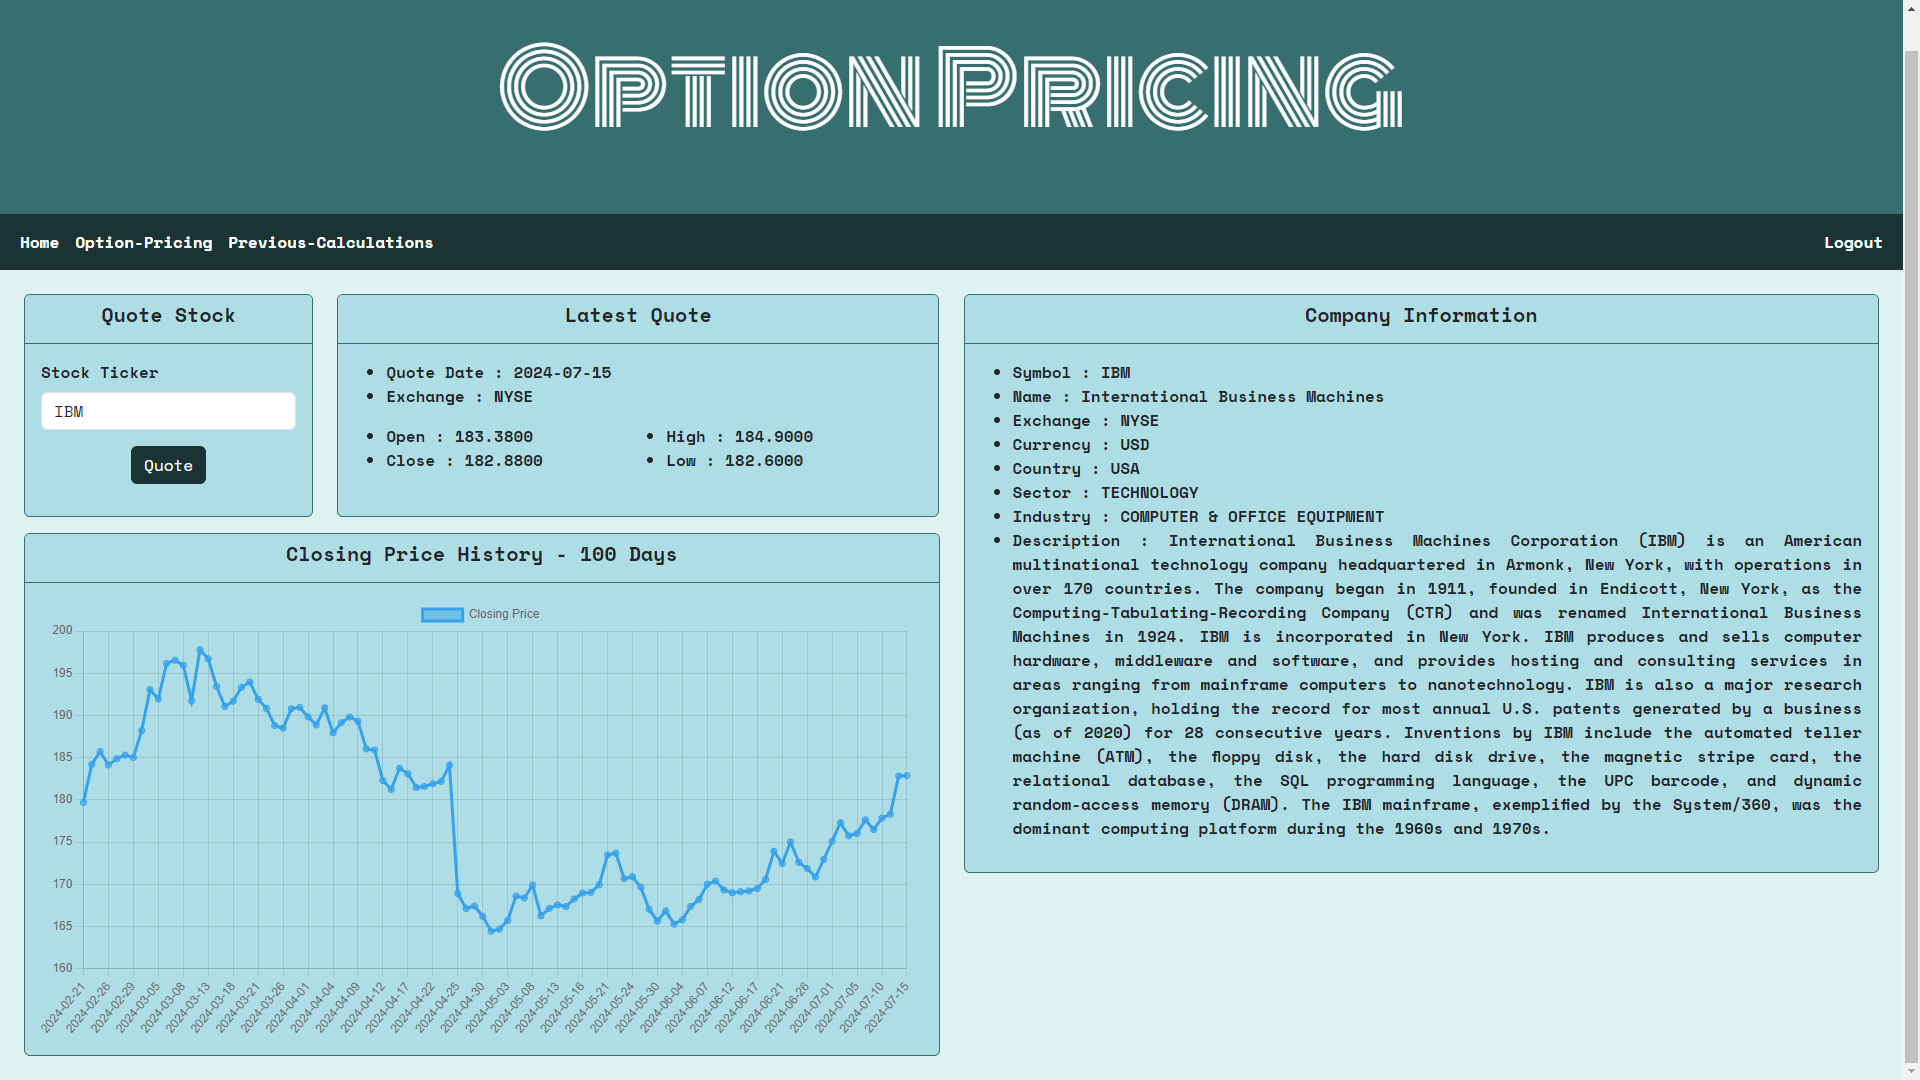 Option Pricing
Home Option-Pricing Previous-Calculations Logout
Quote Stock
Stock Ticker
IBM
Quote
Latest Quote
Quote Date : 2024-07-15
Exchange : NYSE
Open : 183.3800
Close : 182.8800
High : 184.9000
Low : 182.6000
Company Information
Symbol : IBM
Name : International Business Machines
Exchange : NYSE
Currency : USD
Country : USA
Sector : TECHNOLOGY
Industry : COMPUTER & OFFICE EQUIPMENT
Description : International Business Machines Corporation (IBM) is an American
multinational technology company headquartered in Armonk, New York, with operations in
over 170 countries. The company began in 1911, founded in Endicott, New York, as the
Computing-Tabulating-Recording Company (CTR) and was renamed International Business
Machines in 1924. IBM is incorporated in New York. IBM produces and sells computer
hardware, middleware and software, and provides hosting and consulting services in
areas ranging from mainframe computers to nanotechnology. IBM is also a major research
organization, holding the record for most annual U.S. patents generated by a business
(as of 2020) for 28 consecutive years. Inventions by IBM include the automated teller
machine (ATM), the floppy disk, the hard disk drive, the magnetic stripe card, the
relational database, the SQL programming language, the UPC barcode, and dynamic
random-access memory (DRAM). The IBM mainframe, exemplified by the System/360, was the
dominant computing platform during the 1960s and 1970s.
Closing Price History - 100 Days
Closing Price
200
195
190
185
180
175
170
165
160
2024-02-21
2024-02-26
2024-02-29
2024-03-05
2024-03-08
2024-03-13
2024-03-18
2024-03-21
2024-03-26
2024-04-01
2024-04-04
2024-04-09
2024-04-12
2024-04-17
2024-04-22
2024-04-25
2024-04-30
2024-05-03
2024-05-08
2024-05-13
2024-05-16
2024-05-21
2024-05-24
2024-05-30
2024-06-04
2024-06-07
2024-06-12
2024-06-17
2024-06-21
2024-06-26
2024-07-01
2024-07-05
2024-07-10
2024-07-15